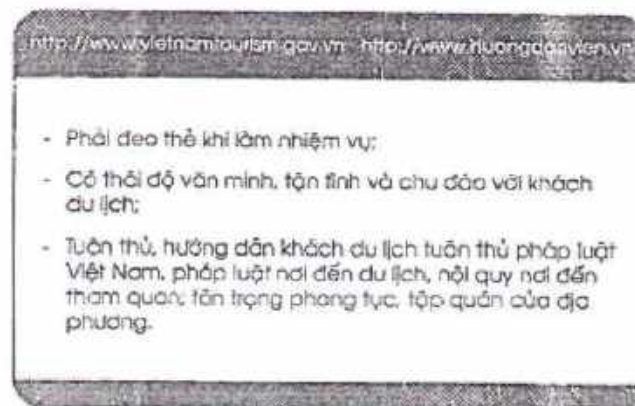 http://www.vietnamtourism.gov.vn http://www.huongdanvien.vn
- Phải đeo thẻ khi làm nhiệm vụ;
- Có thái độ văn minh, tận tình và chu đáo với khách
du lịch;
- Tuân thủ, hướng dẫn khách du lịch tuân thủ pháp luật
Việt Nam, pháp luật nơi đến du lịch, nội quy nơi đến
tham quan; tôn trọng phong tục, tập quán của địa
phương.